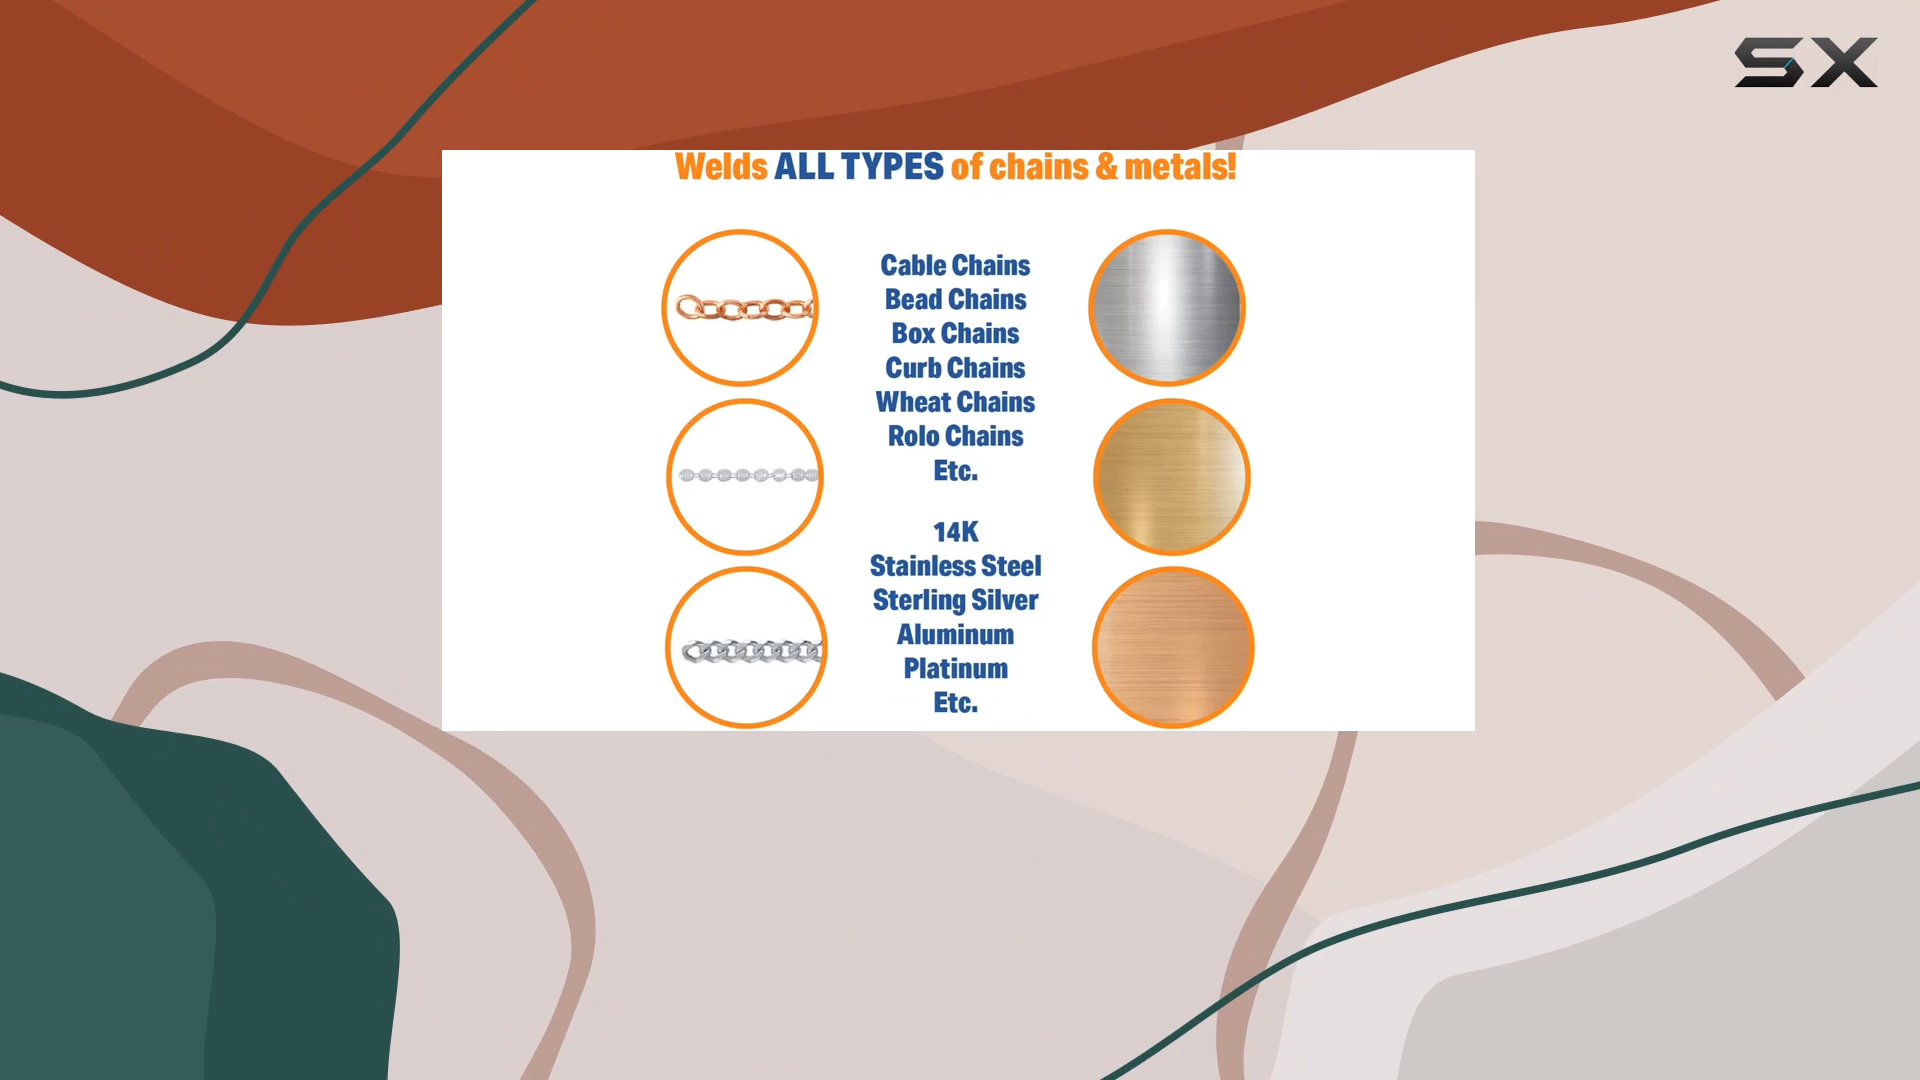 SX
Welds ALL TYPES of chains & metals!
Cable Chains
Bead Chains
Box Chains
Curb Chains
Wheat Chains
Rolo Chains
Etc.
14K
Stainless Steel
Sterling Silver
Aluminum
Platinum
Etc.